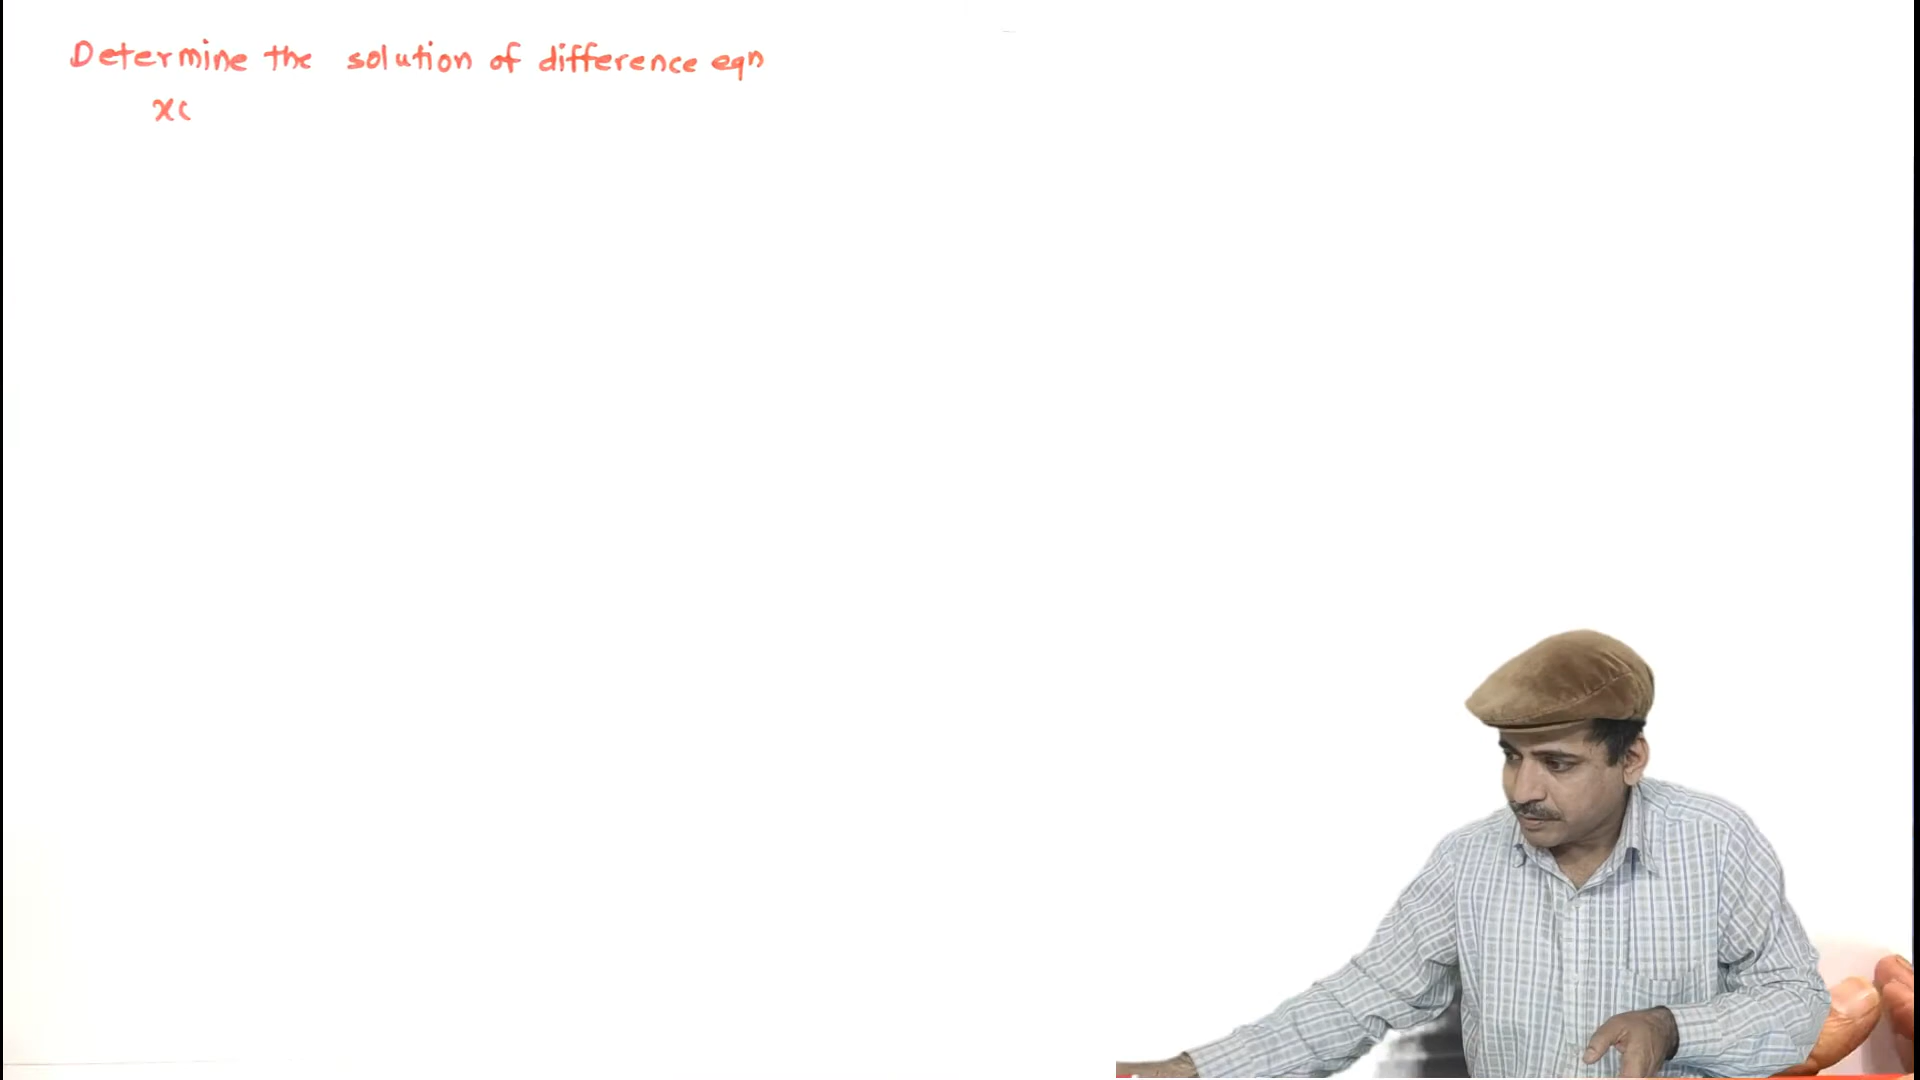 Determine the solution of difference eqn
x(